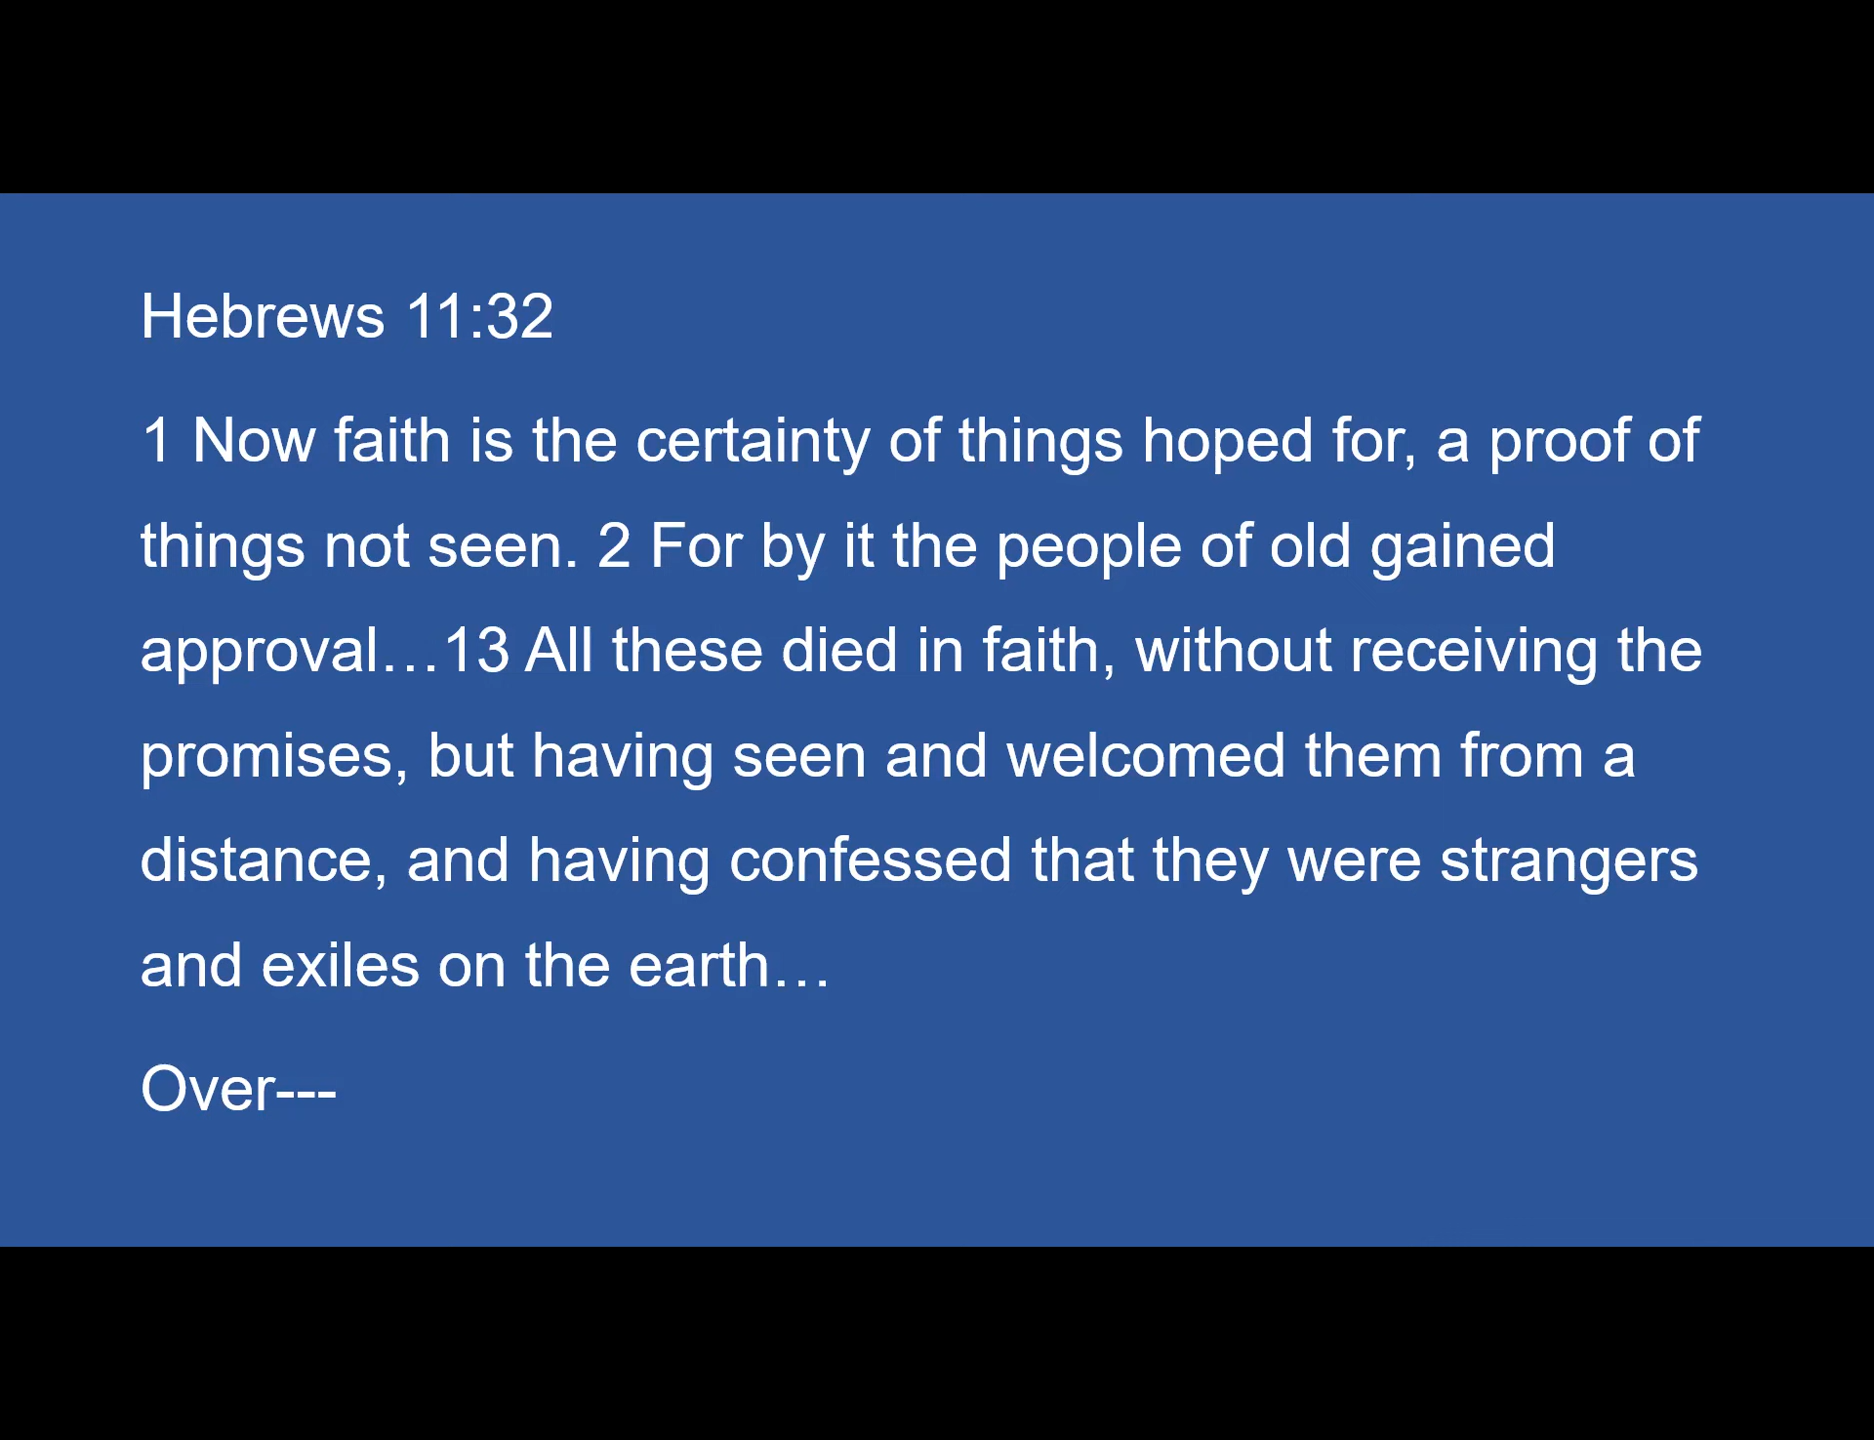 Hebrews 11:32
1 Now faith is the certainty of things hoped for, a proof of
things not seen. 2 For by it the people of old gained
approval…13 All these died in faith, without receiving the
promises, but having seen and welcomed them from a
distance, and having confessed that they were strangers
and exiles on the earth…
Over---